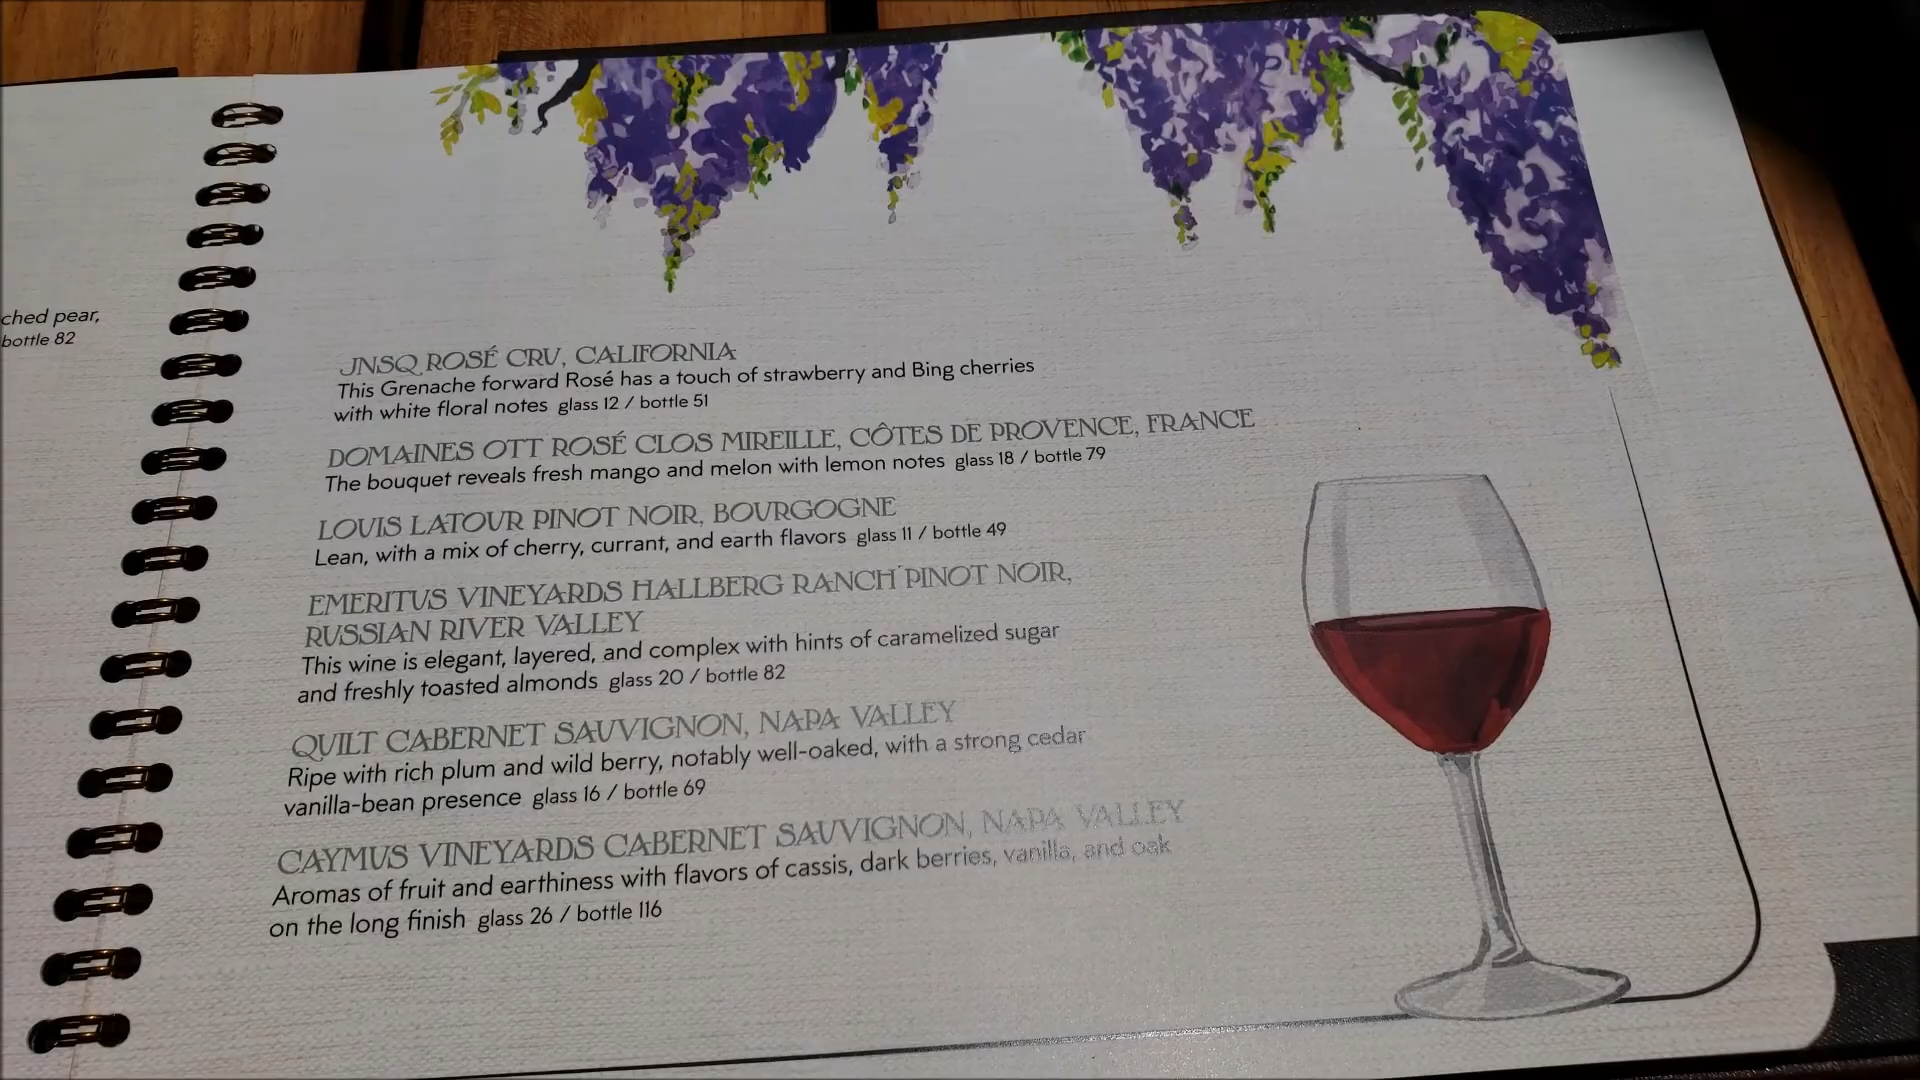 ched pear,
bottle 82
JNSQ ROSÉ CRU, CALIFORNIA
This Grenache forward Rosé has a touch of strawberry and Bing cherries
with white floral notes glass 12 / bottle 51
DOMAINES OTT ROSÉ CLOS MIREILLE, CÔTES DE PROVENCE, FRANCE
The bouquet reveals fresh mango and melon with lemon notes glass 18 / bottle 79
LOUIS LATOUR PINOT NOIR, BOURGOGNE
Lean, with a mix of cherry, currant, and earth flavors glass 11 / bottle 49
EMERITUS VINEYARDS HALLBERG RANCH PINOT NOIR,
RUSSIAN RIVER VALLEY
This wine is elegant, layered, and complex with hints of caramelized sugar
and freshly toasted almonds glass 20 / bottle 82
QUILT CABERNET SAUVIGNON, NAPA VALLEY
Ripe with rich plum and wild berry, notably well-oaked, with a strong cedar
vanilla-bean presence glass 16 / bottle 69
CAYMUS VINEYARDS CABERNET SAUVIGNON, NAPA VALLEY
Aromas of fruit and earthiness with flavors of cassis, dark berries, vanilla, and oak
on the long finish glass 26 / bottle 116